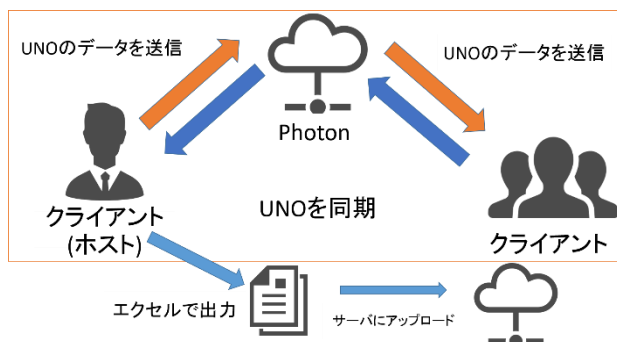 UNOのデータを送信
UNOのデータを送信
Photon
クライアント
(ホスト)
UNOを同期
クライアント
エクセルで出力
サーバにアップロード